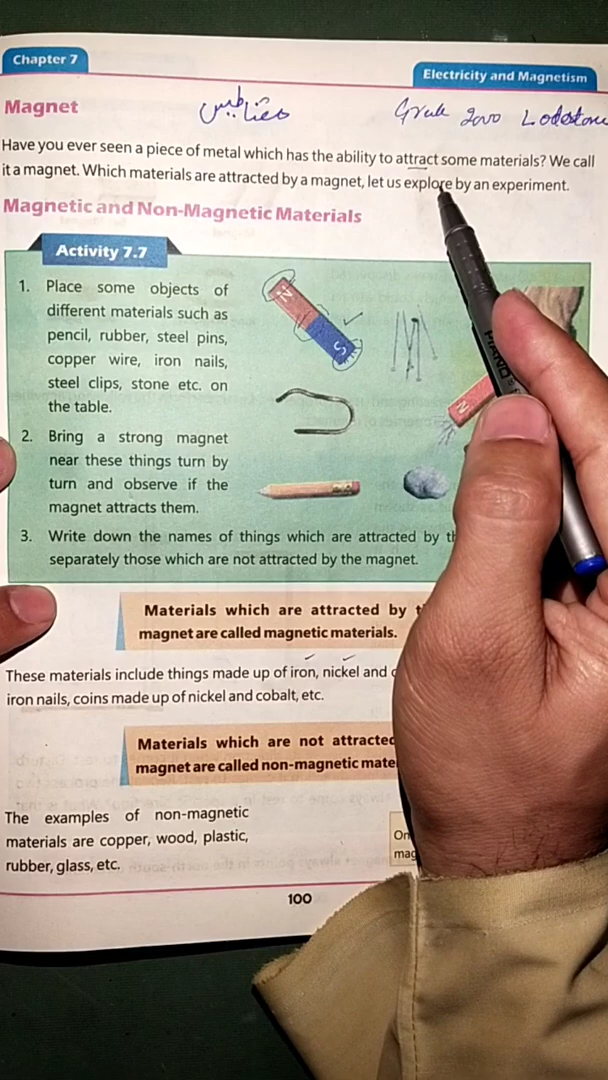 Chapter 7
Electricity and Magnetism
Magnet
مقناطیس
Greek 2000 Lodestone
Have you ever seen a piece of metal which has the ability to attract some materials? We call
it a magnet. Which materials are attracted by a magnet, let us explore by an experiment.
Magnetic and Non-Magnetic Materials
Activity 7.7
1. Place some objects of
different materials such as
pencil, rubber, steel pins,
copper wire, iron nails,
steel clips, stone etc. on
the table.
2. Bring a strong magnet
near these things turn by
turn and observe if the
magnet attracts them.
3. Write down the names of things which are attracted by
separately those which are not attracted by the magnet.
N
S
N
Materials which are attracted by
magnet are called magnetic materials.
These materials include things made up of iron, nickel and
iron nails, coins made up of nickel and cobalt, etc.
Materials which are not attracted
magnet are called non-magnetic
The examples of non-magnetic
materials are copper, wood, plastic,
rubber, glass, etc.
100